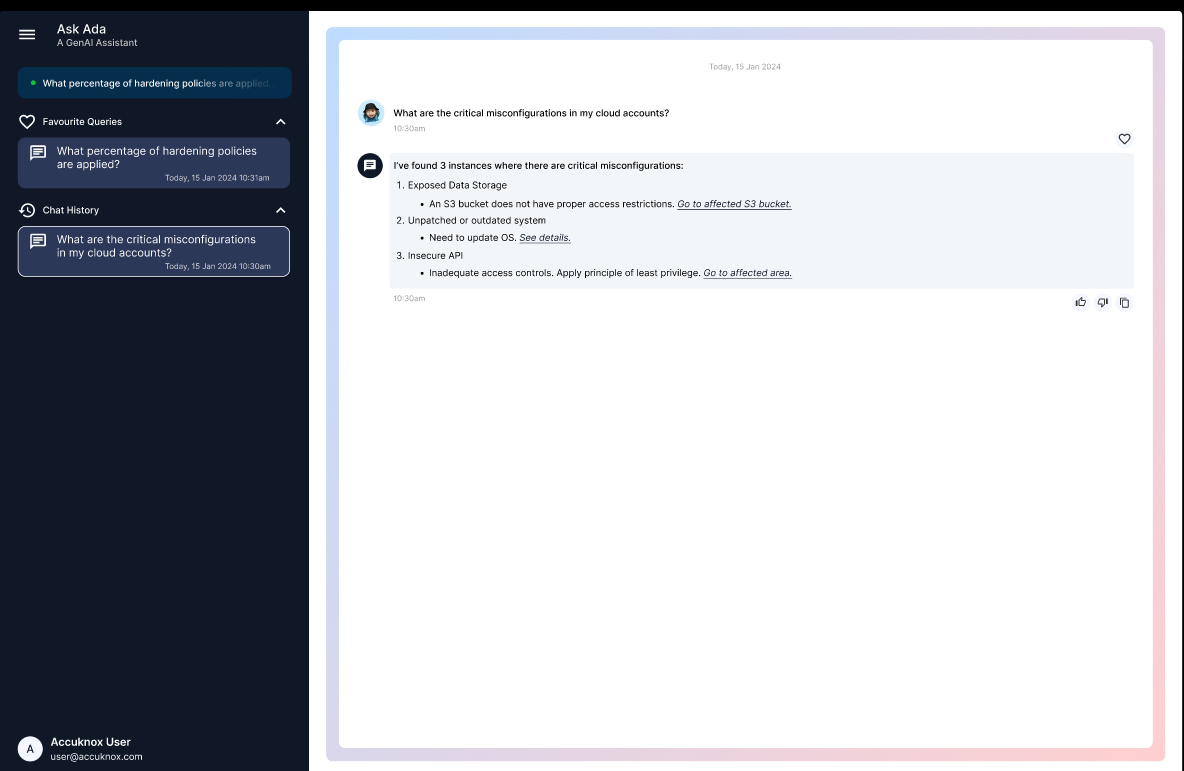 Ask Ada
A GenAI Assistant
What percentage of hardening policies are applied...
Favourite Queries
What percentage of hardening policies
are applied?
Today, 15 Jan 2024 10:31am
Chat History
What are the critical misconfigurations
in my cloud accounts?
Today, 15 Jan 2024 10:30am
A
Accuknox User
user@accuknox.com
Today, 15 Jan 2024
What are the critical misconfigurations in my cloud accounts?
10:30am
I've found 3 instances where there are critical misconfigurations:
1. Exposed Data Storage
• An S3 bucket does not have proper access restrictions. Go to affected S3 bucket.
2. Unpatched or outdated system
• Need to update OS. See details.
3. Insecure API
• Inadequate access controls. Apply principle of least privilege. Go to affected area.
10:30am